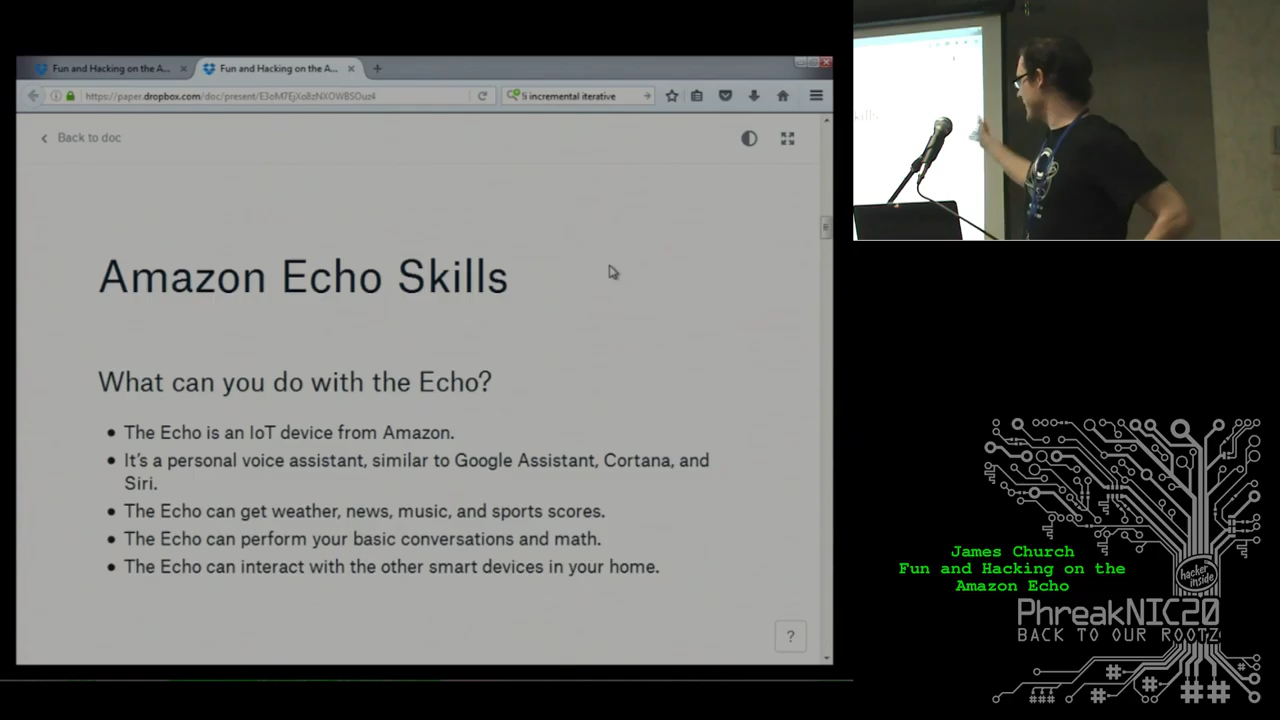 Fun and Hacking on the A...
Fun and Hacking on the A...
https://paper.dropbox.com/doc/present/
incremental iterative
Back to doc
Amazon Echo Skills
What can you do with the Echo?
• The Echo is an IoT device from Amazon.
• It's a personal voice assistant, similar to Google Assistant, Cortana, and
Siri.
• The Echo can get weather, news, music, and sports scores.
• The Echo can perform your basic conversations and math.
• The Echo can interact with the other smart devices in your home.
?
James Church
Fun and Hacking on the
Amazon Echo
hacker
inside
PhreakNIC20
BACK TO OUR ROOTZ
# #
###
# # ##